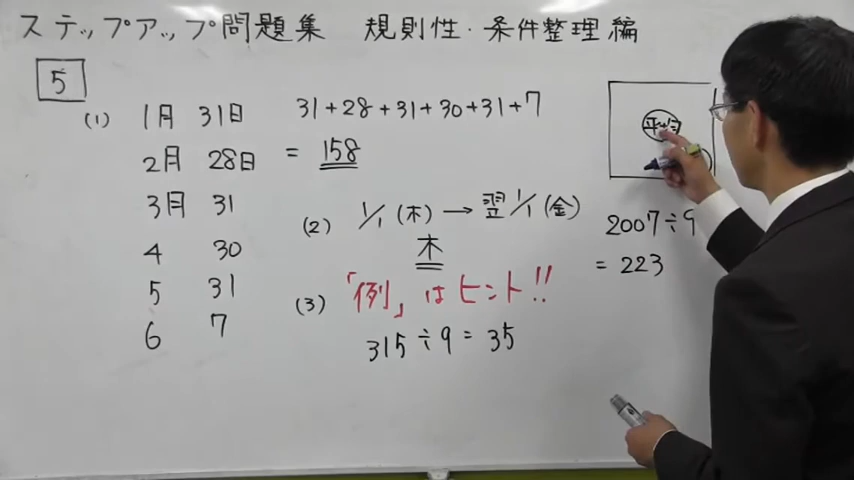 ステップアップ問題集 規則性・条件整理編
5
(1) 1月 31日
2月 28日
3月 31
4 30
5 31
6 7
31+28+31+30+31+7
= 158
(2) 1/1 (木) → 翌1/1 (金)
木
(3) 「例」はヒント!!
315÷9=35
平均
2007÷9
= 223